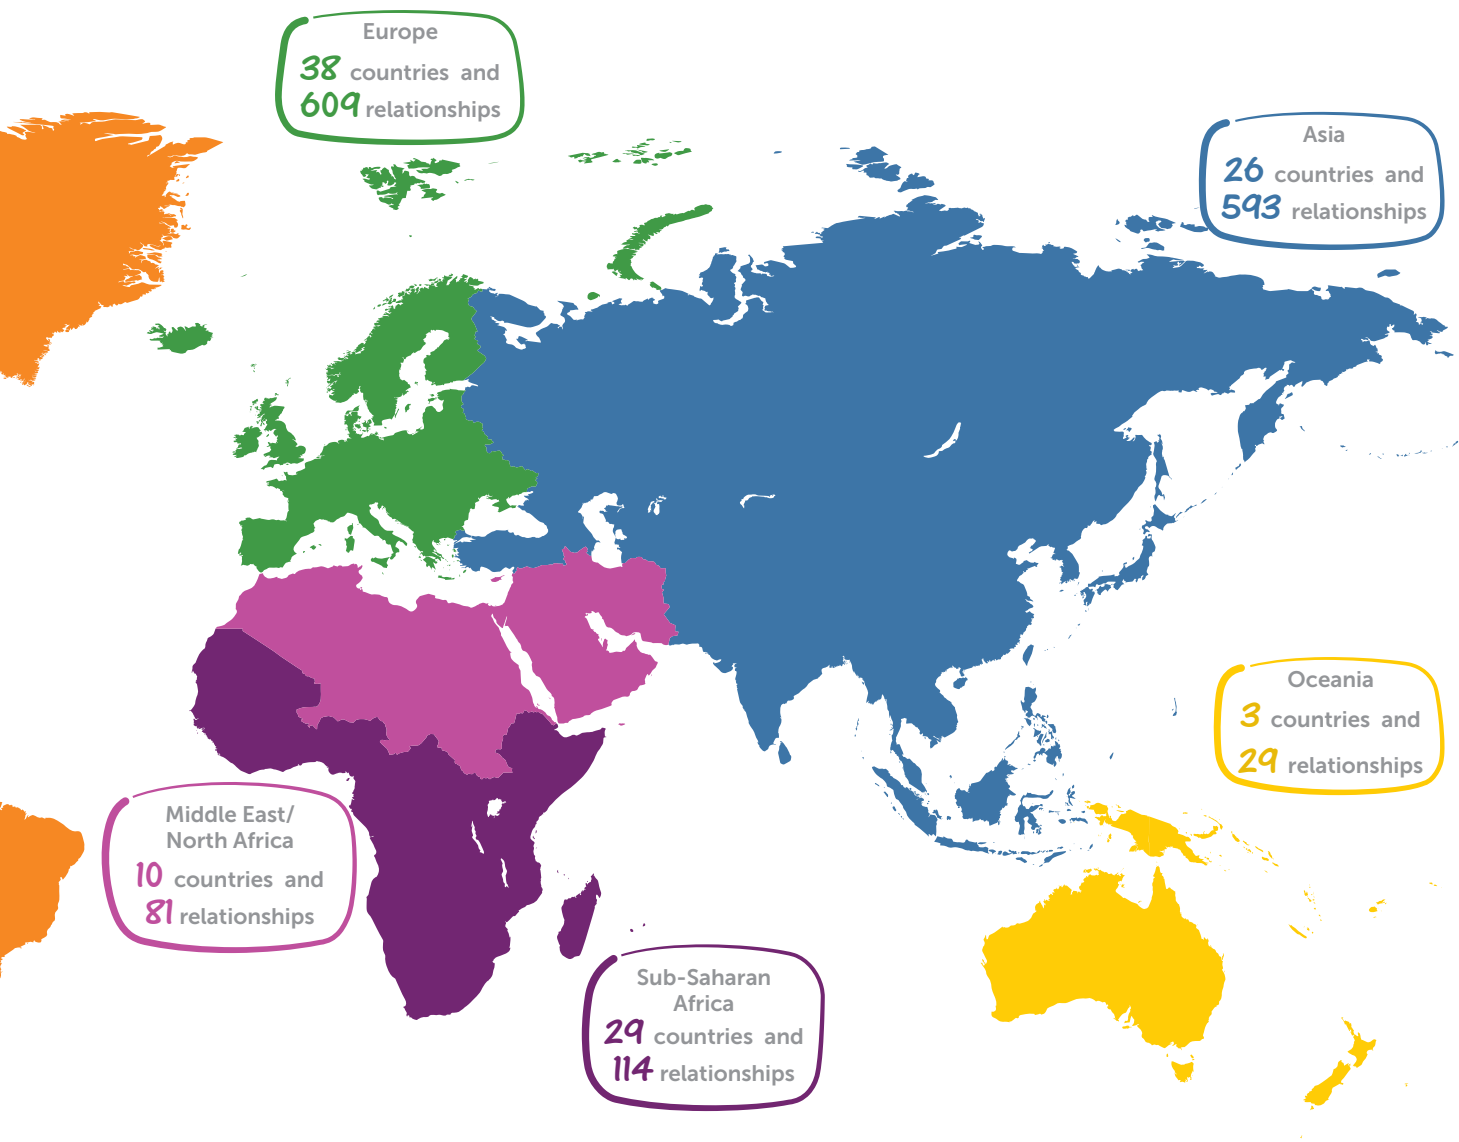 Europe
38 countries and
609 relationships
Asia
26 countries and
593 relationships
Oceania
3 countries and
29 relationships
Middle East/
North Africa
10 countries and
81 relationships
Sub-Saharan
Africa
29 countries and
114 relationships